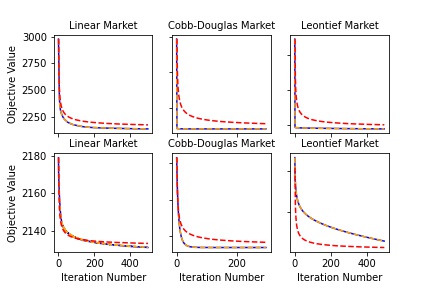 Linear Market Cobb-Douglas Market Leontief Market
3000
2750
2500
2250
Objective Value
Linear Market Cobb-Douglas Market Leontief Market
2180
2160
2140
Objective Value
0 200 400 0 200 0 200 400
Iteration Number Iteration Number Iteration Number